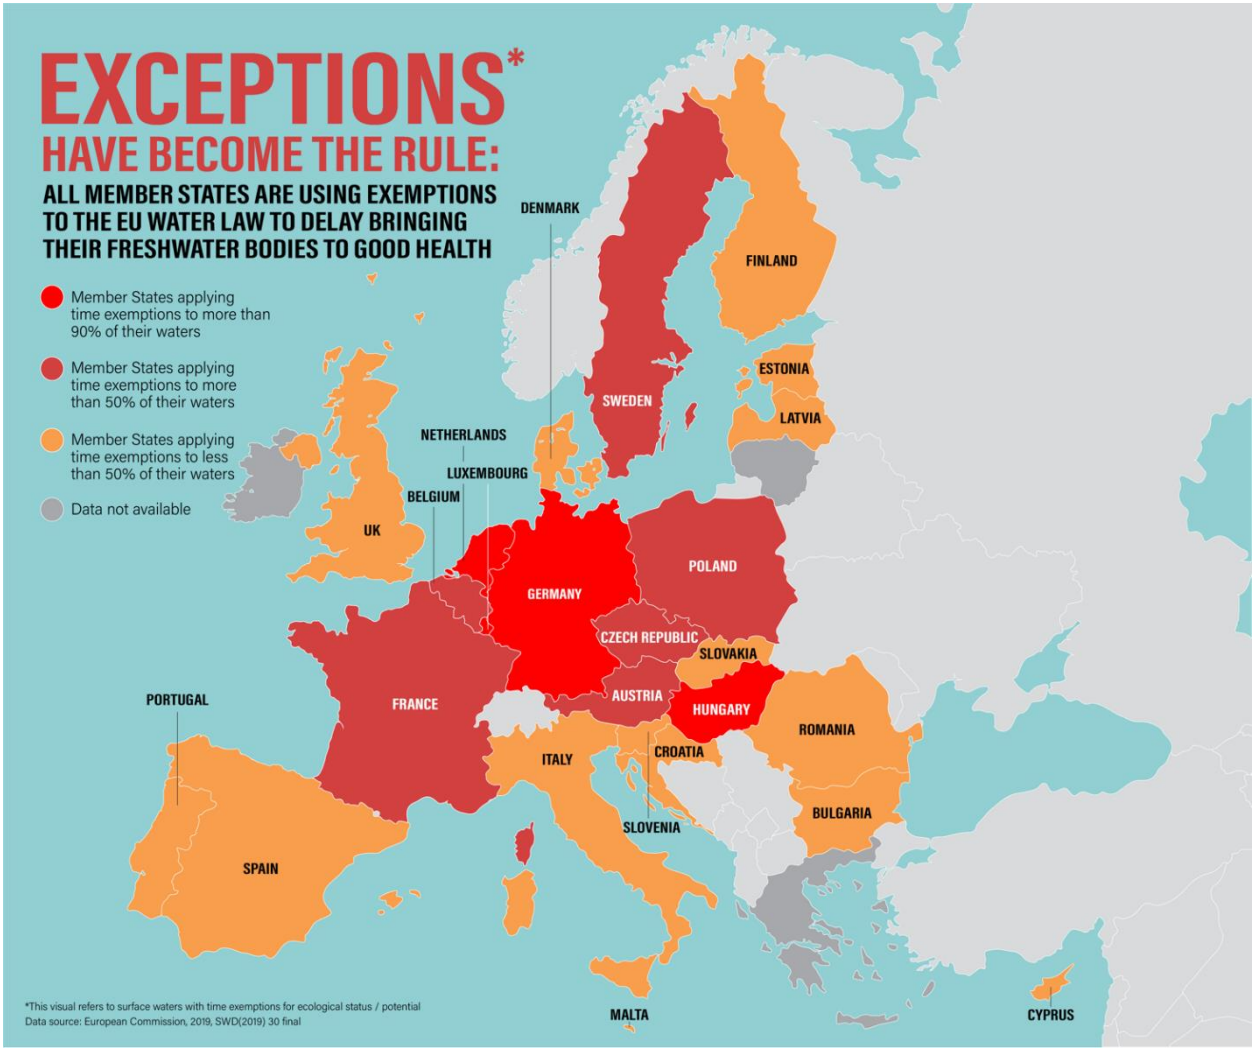 EXCEPTIONS*
HAVE BECOME THE RULE:
ALL MEMBER STATES ARE USING EXEMPTIONS
TO THE EU WATER LAW TO DELAY BRINGING
THEIR FRESHWATER BODIES TO GOOD HEALTH
Member States applying
time exemptions to more than
90% of their waters
Member States applying
time exemptions to more
than 50% of their waters
Member States applying
time exemptions to less
than 50% of their waters
Data not available
DENMARK
FINLAND
ESTONIA
SWEDEN
LATVIA
NETHERLANDS
LUXEMBOURG
BELGIUM
UK
POLAND
GERMANY
CZECH REPUBLIC
SLOVAKIA
AUSTRIA
PORTUGAL
FRANCE
HUNGARY
ROMANIA
CROATIA
ITALY
BULGARIA
SLOVENIA
SPAIN
MALTA
CYPRUS
*This visual refers to surface waters with time exemptions for ecological status / potential
Data source: European Commission, 2019, SWD(2019) 30 final